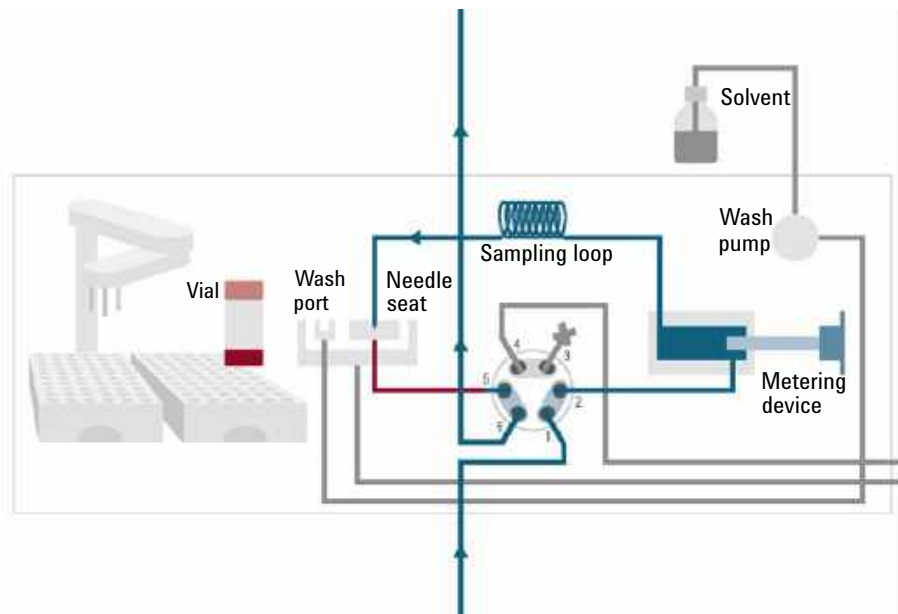 Solvent
Wash
pump
Sampling loop
Vial
Wash
port
Needle
seat
4
3
5
2
6
1
Metering
device